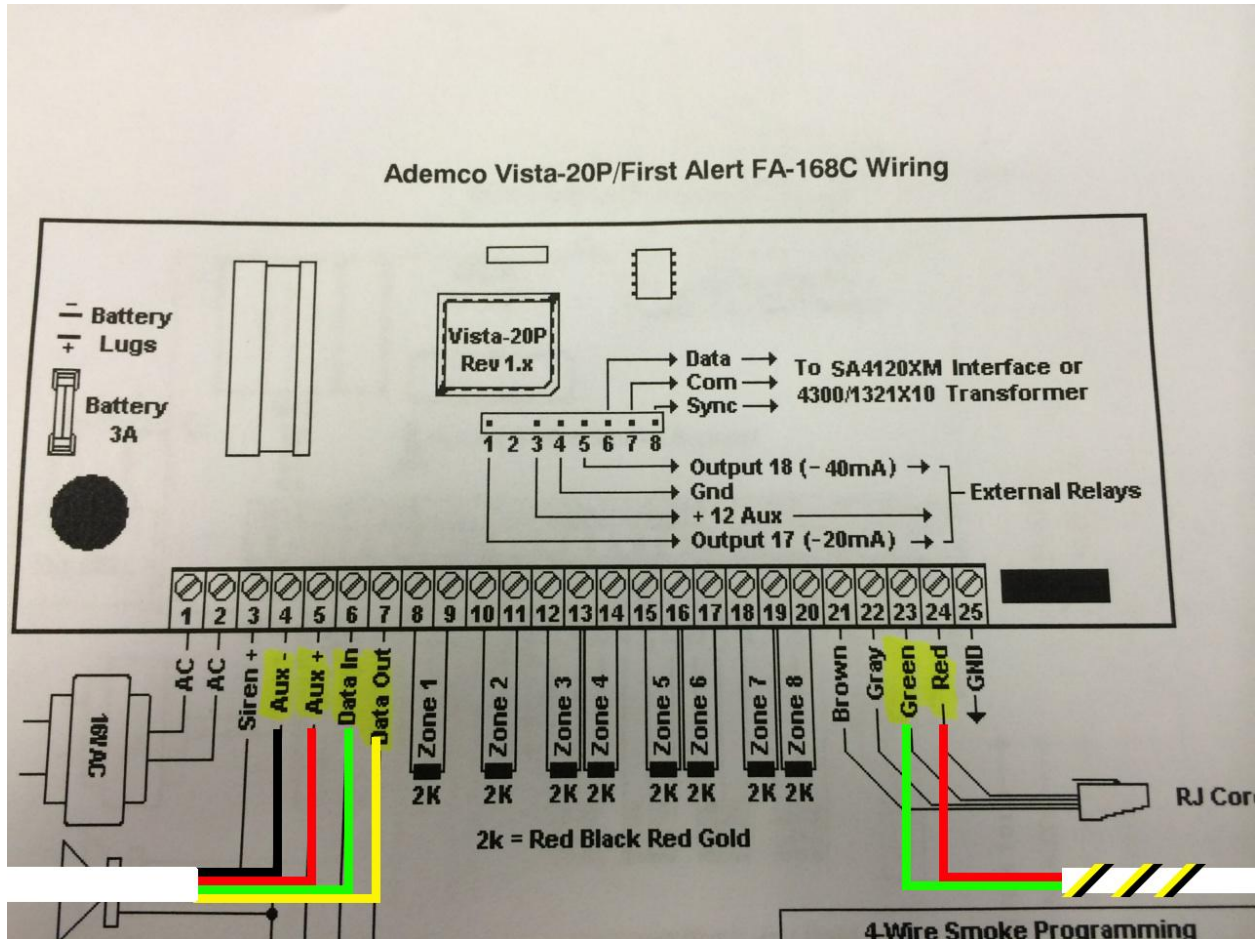 Ademco Vista-20P/First Alert FA-168C Wiring
Battery
Lugs
Battery
3A
Vista-20P
Rev 1.x
Data
Com
Sync
To SA4120XM Interface or
4300/1321X10 Transformer
1 2 3 4 5 6 7 8
Output 18 (-40mA)
Gnd
+ 12 Aux
Output 17 (-20mA)
External Relays
1 2 3 4 5 6 7 8 9 10 11 12 13 14 15 16 17 18 19 20 21 22 23 24 25
AC
AC
Siren +
Aux -
Aux +
Data In
Data Out
Zone 1
Zone 2
Zone 3
Zone 4
Zone 5
Zone 6
Zone 7
Zone 8
Brown
Gray
Green
Red
GND
16VAC
2K 2K 2K 2K 2K 2K 2K 2K
RJ Cor
2k = Red Black Red Gold
4-Wire Smoke Programming